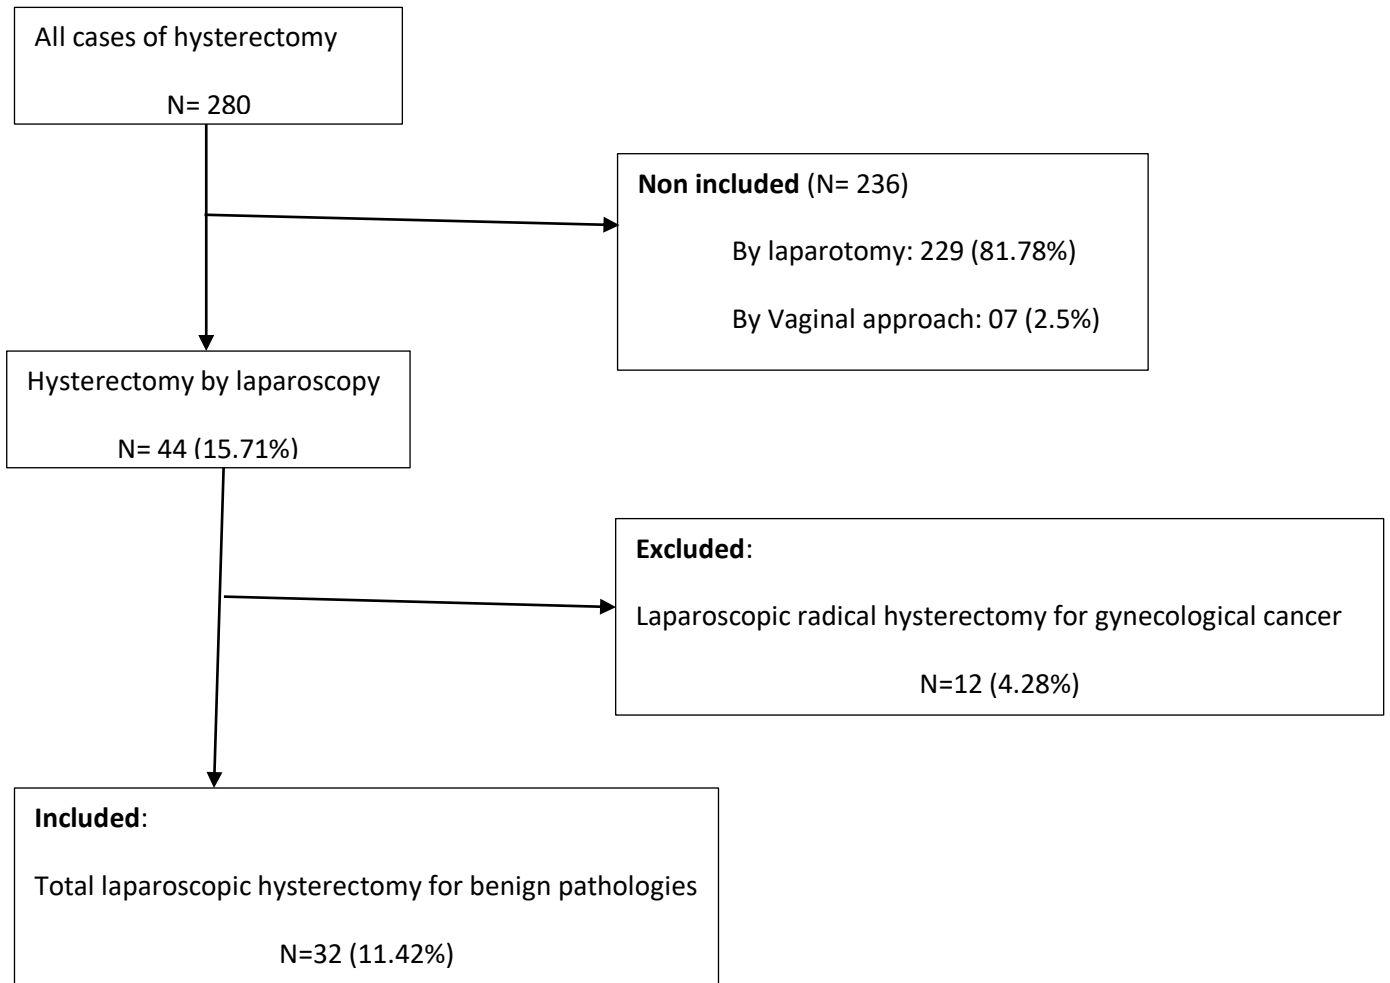 All cases of hysterectomy
N= 280
Non included (N= 236)
By laparotomy: 229 (81.78%)
By Vaginal approach: 07 (2.5%)
Hysterectomy by laparoscopy
N= 44 (15.71%)
Excluded:
Laparoscopic radical hysterectomy for gynecological cancer
N=12 (4.28%)
Included:
Total laparoscopic hysterectomy for benign pathologies
N=32 (11.42%)